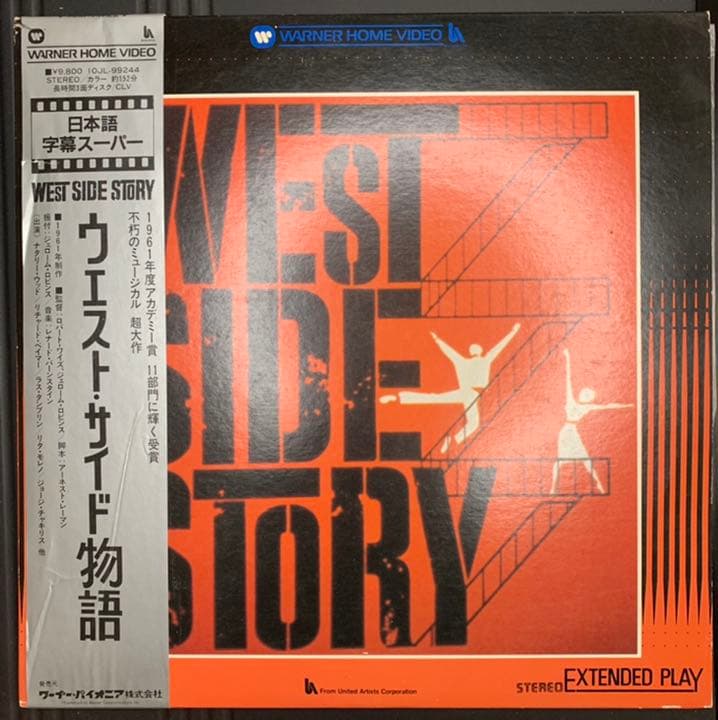 WARNER HOME VIDEO
WARNER HOME VIDEO
■¥9,800 10JL-99244
STEREO/カラー 約152分
長時間3面ディスク/CLV
日本語
字幕スーパー
WEST SIDE STORY
1961年度アカデミー賞 11部門に輝く受賞
不朽のミュージカル 超大作
ウエスト・サイド物語
■1961年制作 ■監督:ロバート・ワイズ、ジェローム・ロビンス/脚本:アーネスト・レーマン
振付:ジェローム・ロビンス/音楽:レナード・バーンスタイン
〈出演〉ナタリー・ウッド/リチャード・ベイマー/ラス・タンブリン リタ・モレノ ジョージ・チャキリス 他
発売元
ワーナー・パイオニア株式会社
WEST
SIDE
STORY
From United Artists Corporation
STEREO EXTENDED PLAY